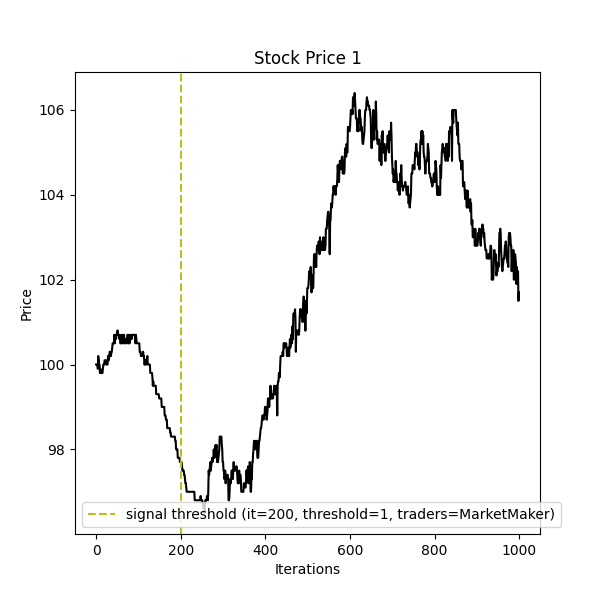 Stock Price 1
106
104
102
100
98
Price
signal threshold (it=200, threshold=1, traders=MarketMaker)
0 200 400 600 800 1000
Iterations